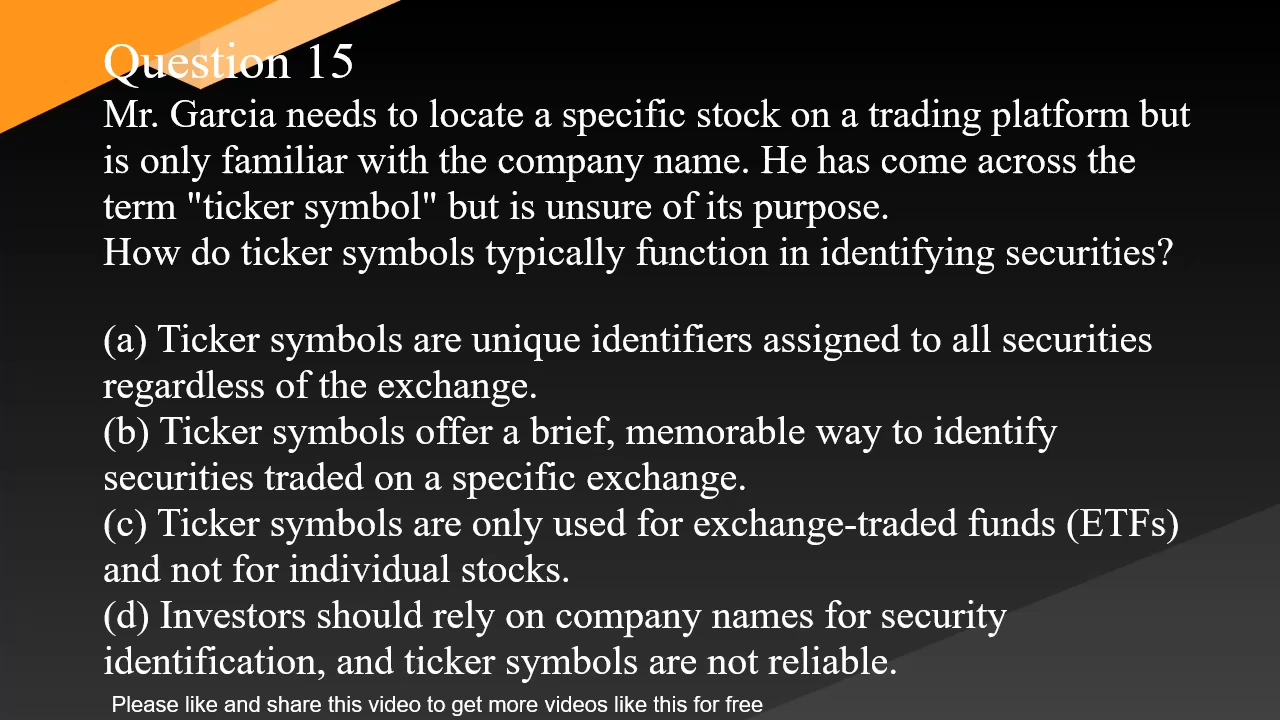 Question 15
Mr. Garcia needs to locate a specific stock on a trading platform but
is only familiar with the company name. He has come across the
term "ticker symbol" but is unsure of its purpose.
How do ticker symbols typically function in identifying securities?
(a) Ticker symbols are unique identifiers assigned to all securities
regardless of the exchange.
(b) Ticker symbols offer a brief, memorable way to identify
securities traded on a specific exchange.
(c) Ticker symbols are only used for exchange-traded funds (ETFs)
and not for individual stocks.
(d) Investors should rely on company names for security
identification, and ticker symbols are not reliable.
Please like and share this video to get more videos like this for free